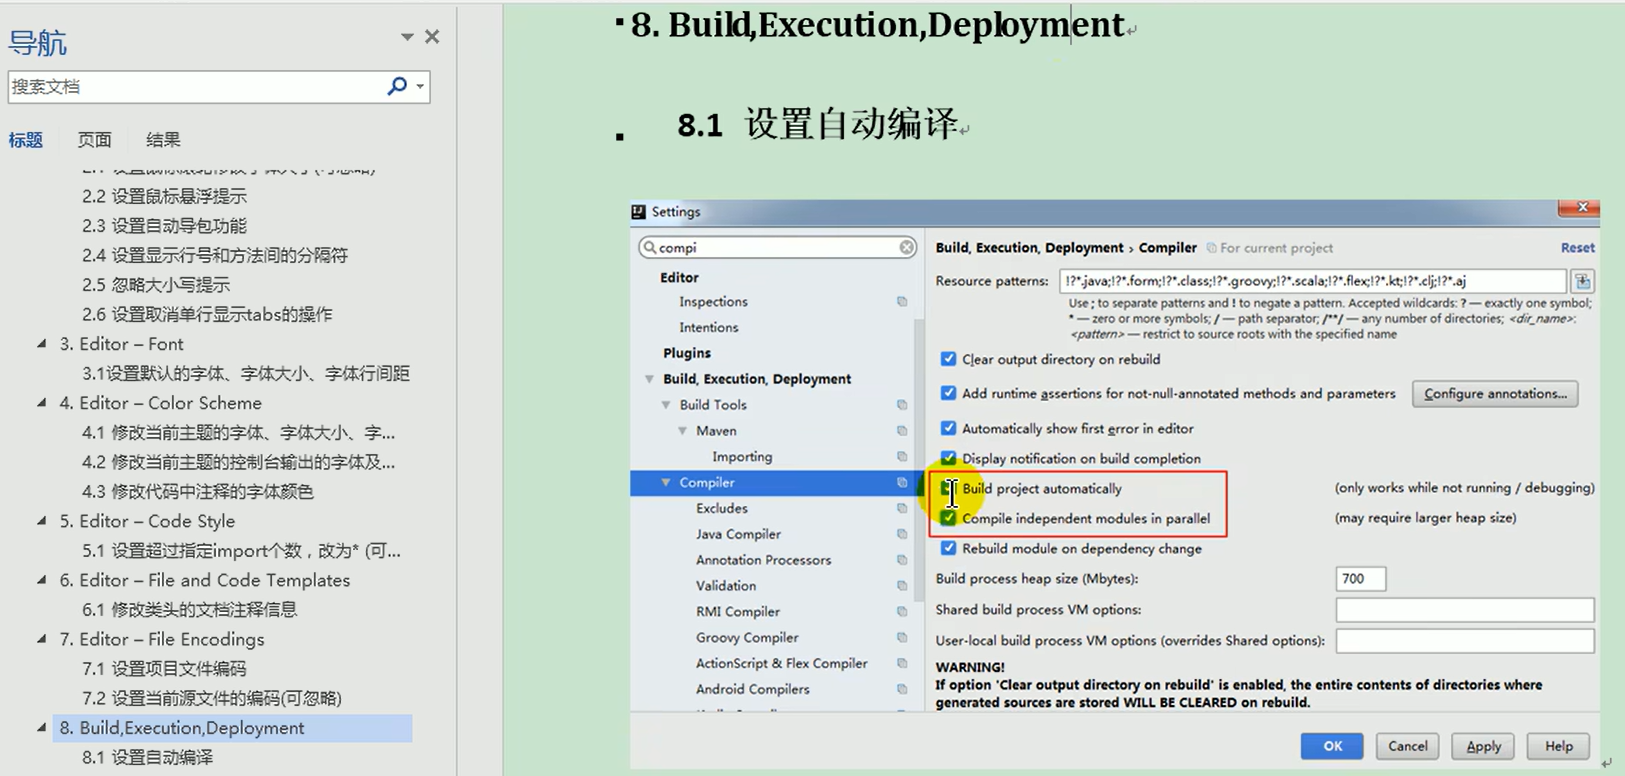 导航
搜索文档
标题 页面 结果
2.2 设置鼠标悬浮提示
2.3 设置自动导包功能
2.4 设置显示行号和方法间的分隔符
2.5 忽略大小写提示
2.6 设置取消单行显示tabs的操作
3. Editor – Font
3.1设置默认的字体、字体大小、字体行间距
4. Editor – Color Scheme
4.1 修改当前主题的字体、字体大小、字...
4.2 修改当前主题的控制台输出的字体及...
4.3 修改代码中注释的字体颜色
5. Editor – Code Style
5.1 设置超过指定import个数，改为* (可...
6. Editor – File and Code Templates
6.1 修改类头的文档注释信息
7. Editor – File Encodings
7.1 设置项目文件编码
7.2 设置当前源文件的编码(可忽略)
8. Build,Execution,Deployment
8.1 设置自动编译
8. Build,Execution,Deployment
8.1 设置自动编译
Settings
compi
Editor
Inspections
Intentions
Plugins
Build, Execution, Deployment
Build Tools
Maven
Importing
Compiler
Excludes
Java Compiler
Annotation Processors
Validation
RMI Compiler
Groovy Compiler
ActionScript & Flex Compiler
Android Compilers
Build, Execution, Deployment › Compiler For current project Reset
Resource patterns: !?*.java;!?*.form;!?*.class;!?*.groovy;!?*.scala;!?*.flex;!?*.kt;!?*.clj;!?*.aj
Use ; to separate patterns and ! to negate a pattern. Accepted wildcards: ? — exactly one symbol;
* — zero or more symbols; / — path separator; /**/ — any number of directories; <dir_name>:
<pattern> — restrict to source roots with the specified name
Clear output directory on rebuild
Add runtime assertions for not-null-annotated methods and parameters Configure annotations...
Automatically show first error in editor
Display notification on build completion
Build project automatically (only works while not running / debugging)
Compile independent modules in parallel (may require larger heap size)
Rebuild module on dependency change
Build process heap size (Mbytes): 700
Shared build process VM options:
User-local build process VM options (overrides Shared options):
WARNING!
If option 'Clear output directory on rebuild' is enabled, the entire contents of directories where
generated sources are stored WILL BE CLEARED on rebuild.
OK Cancel Apply Help